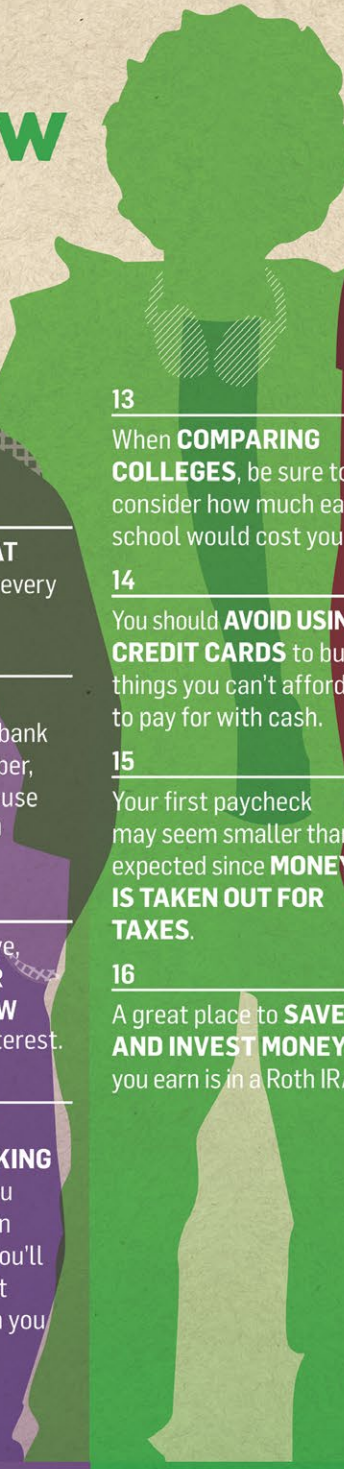 W
AT
every
bank
ber,
use
ve,
R
W
terest.
KING
u
n
ou'll
t
you
13
When COMPARING
COLLEGES, be sure to
consider how much ea
school would cost you
14
You should AVOID USIN
CREDIT CARDS to bu
things you can't afford
to pay for with cash.
15
Your first paycheck
may seem smaller than
expected since MONEY
IS TAKEN OUT FOR
TAXES.
16
A great place to SAVE
AND INVEST MONEY
you earn is in a Roth IRA